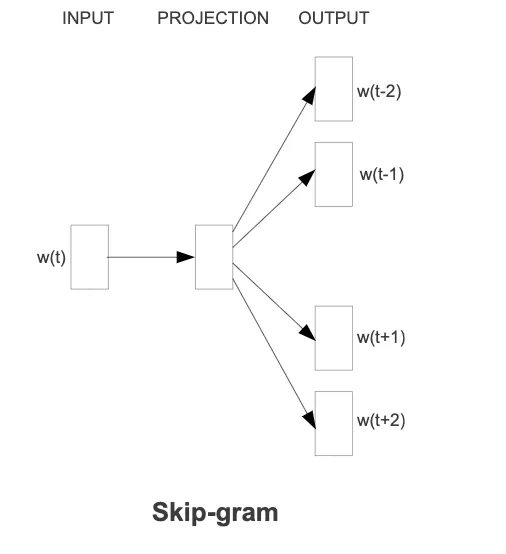 INPUT PROJECTION OUTPUT
w(t-2)
w(t-1)
w(t)
w(t+1)
w(t+2)
Skip-gram